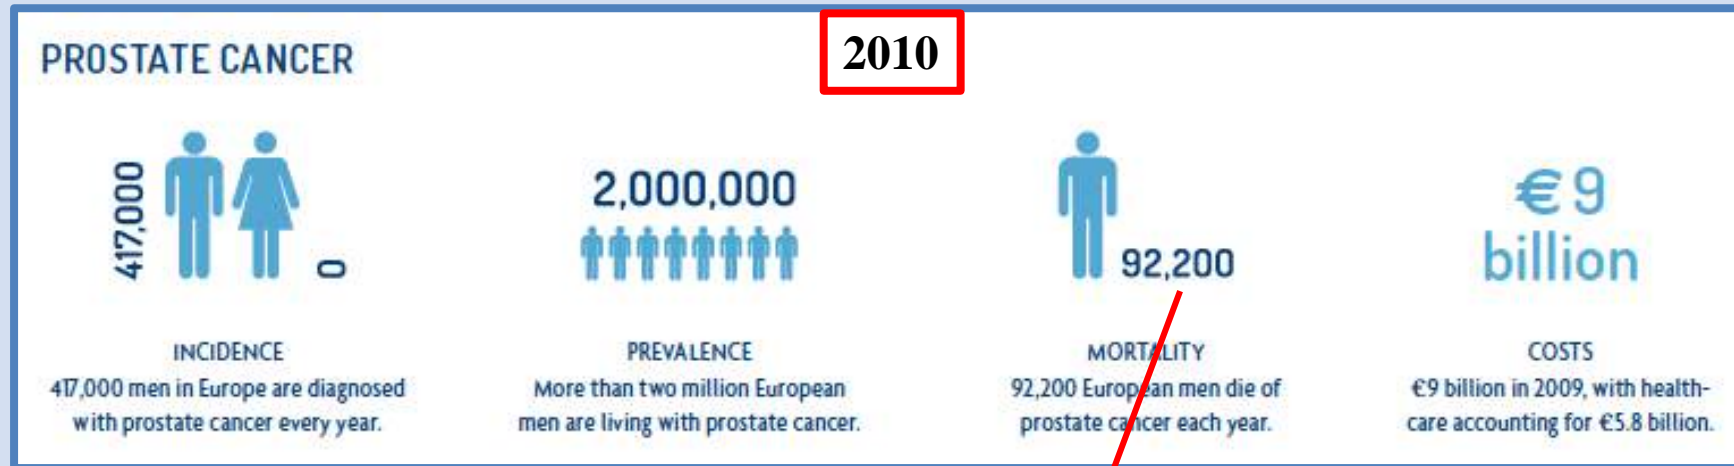 PROSTATE CANCER
2010
417,000
0
INCIDENCE
417,000 men in Europe are diagnosed
with prostate cancer every year.
2,000,000
PREVALENCE
More than two million European
men are living with prostate cancer.
92,200
MORTALITY
92,200 European men die of
prostate cancer each year.
€9
billion
COSTS
€9 billion in 2009, with health-
care accounting for €5.8 billion.